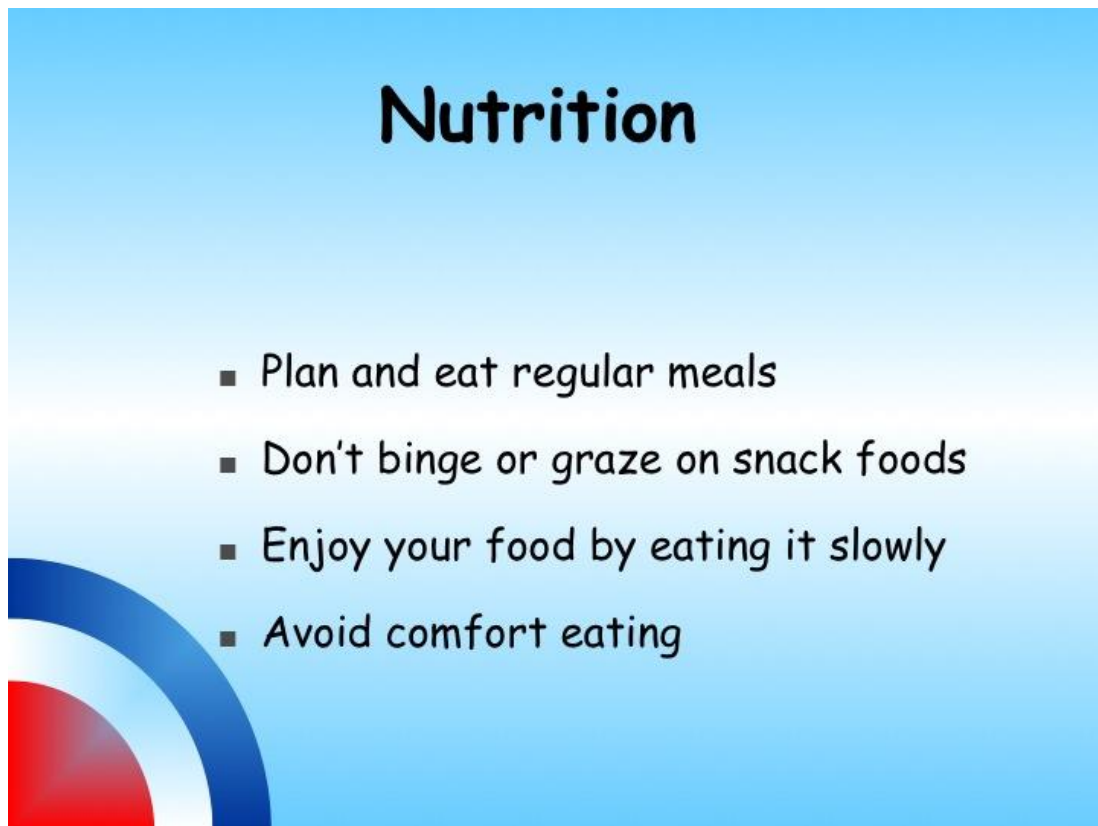 Nutrition
▪ Plan and eat regular meals
▪ Don’t binge or graze on snack foods
▪ Enjoy your food by eating it slowly
▪ Avoid comfort eating